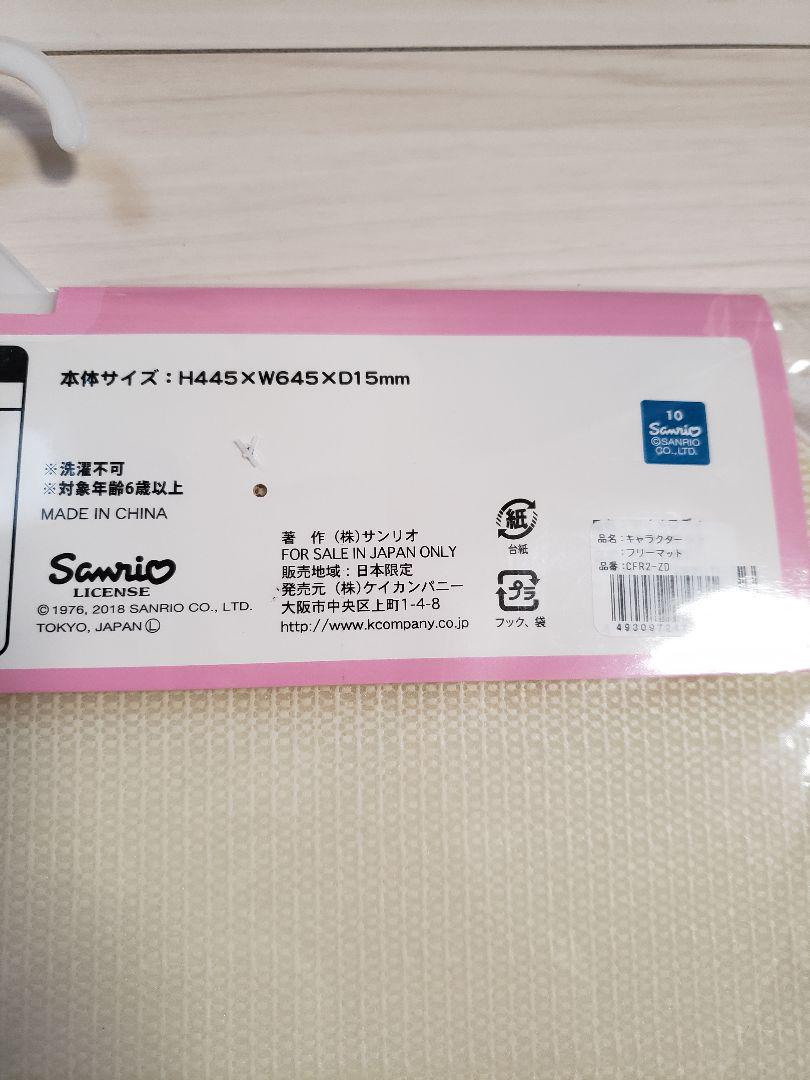 本体サイズ：H445×W645×D15mm
※洗濯不可
※対象年齢6歳以上
MADE IN CHINA
Sanrio
LICENSE
©1976, 2018 SANRIO CO., LTD.
TOKYO, JAPAN Ⓛ
著　作（株）サンリオ
FOR SALE IN JAPAN ONLY
販売地域：日本限定
発売元（株）ケイカンパニー
大阪市中央区上町1-4-8
http://www.kcompany.co.jp
紙
台紙
プラ
フック、袋
10
Sanrio
©SANRIO
CO.,LTD.
品名：キャラクター
：フリーマット
品番：CFR2-ZD